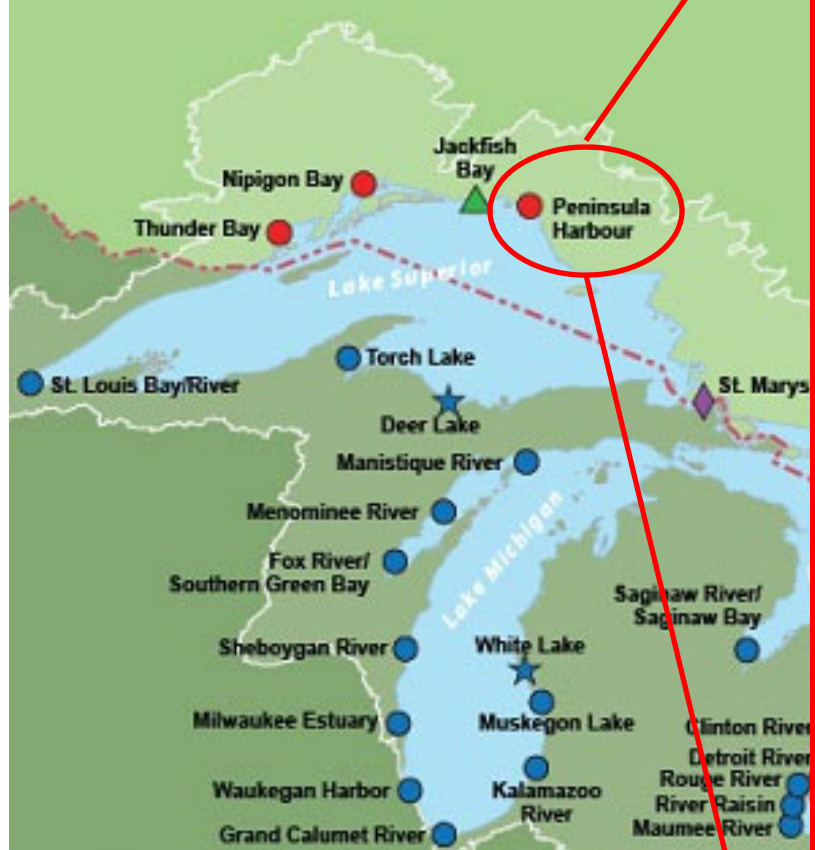 Jackfish
Bay
Nipigon Bay
Peninsula
Harbour
Thunder Bay
Lake Superior
Torch Lake
St. Louis Bay/River
St. Marys
Deer Lake
Manistique River
Menominee River
Lake Michigan
Fox River/
Southern Green Bay
Saginaw River/
Saginaw Bay
Sheboygan River
White Lake
Milwaukee Estuary
Muskegon Lake
Clinton River
Detroit River
Rouge River
Waukegan Harbor
Kalamazoo
River
River Raisin
Maumee River
Grand Calumet River